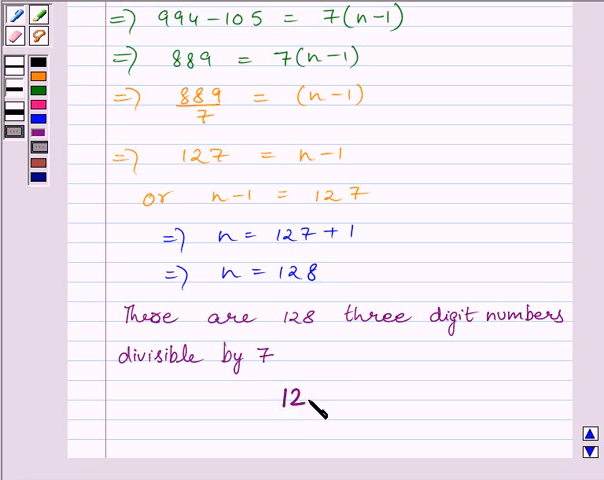 ⇒ 994 - 105 = 7(n-1)
⇒ 889 = 7(n-1)
⇒ 889/7 = (n-1)
⇒ 127 = n-1
or n-1 = 127
⇒ n = 127 + 1
⇒ n = 128
There are 128 three digit numbers
divisible by 7
12